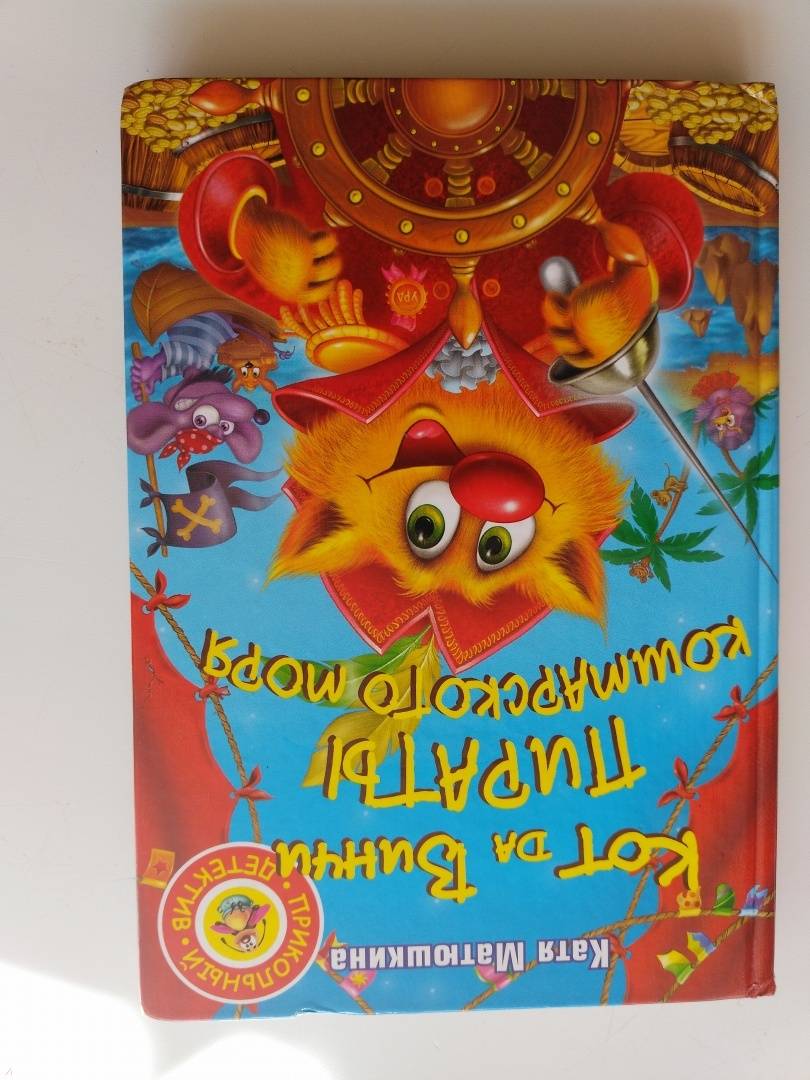 Катя Матюшкина
ПРИКОЛЬНЫЙ • ДЕТЕКТИВ •
КОТ ДА ВИНЧИ
ПИРАТЫ
КОШМАРСКОГО МОРЯ
УРА